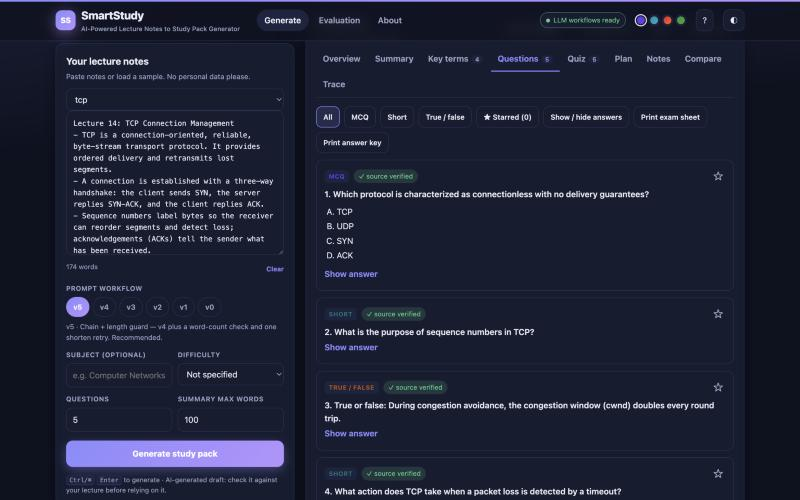 SS
SmartStudy
AI-Powered Lecture Notes to Study Pack Generator
Generate
Evaluation
About
LLM workflows ready
?
Your lecture notes
Paste notes or load a sample. No personal data please.
tcp
Lecture 14: TCP Connection Management
– TCP is a connection-oriented, reliable,
byte-stream transport protocol. It provides
ordered delivery and retransmits lost
segments.
– A connection is established with a three-way
handshake: the client sends SYN, the server
replies SYN-ACK, and the client replies ACK.
– Sequence numbers label bytes so the receiver
can reorder segments and detect loss;
acknowledgements (ACKs) tell the sender what
has been received.
174 words
Clear
PROMPT WORKFLOW
v5
v4
v3
v2
v1
v0
v5 · Chain + length guard — v4 plus a word-count check and one
shorten retry. Recommended.
SUBJECT (OPTIONAL)
DIFFICULTY
e.g. Computer Networks
Not specified
QUESTIONS
SUMMARY MAX WORDS
5
100
Generate study pack
Ctrl/⌘ Enter to generate · AI-generated draft: check it against
your lecture before relying on it.
Overview
Summary
Key terms 4
Questions 5
Quiz 5
Plan
Notes
Compare
Trace
All
MCQ
Short
True / false
★ Starred (0)
Show / hide answers
Print exam sheet
Print answer key
MCQ
✓ source verified
1. Which protocol is characterized as connectionless with no delivery guarantees?
A. TCP
B. UDP
C. SYN
D. ACK
Show answer
SHORT
✓ source verified
2. What is the purpose of sequence numbers in TCP?
Show answer
TRUE / FALSE
✓ source verified
3. True or false: During congestion avoidance, the congestion window (cwnd) doubles every round
trip.
Show answer
SHORT
✓ source verified
4. What action does TCP take when a packet loss is detected by a timeout?